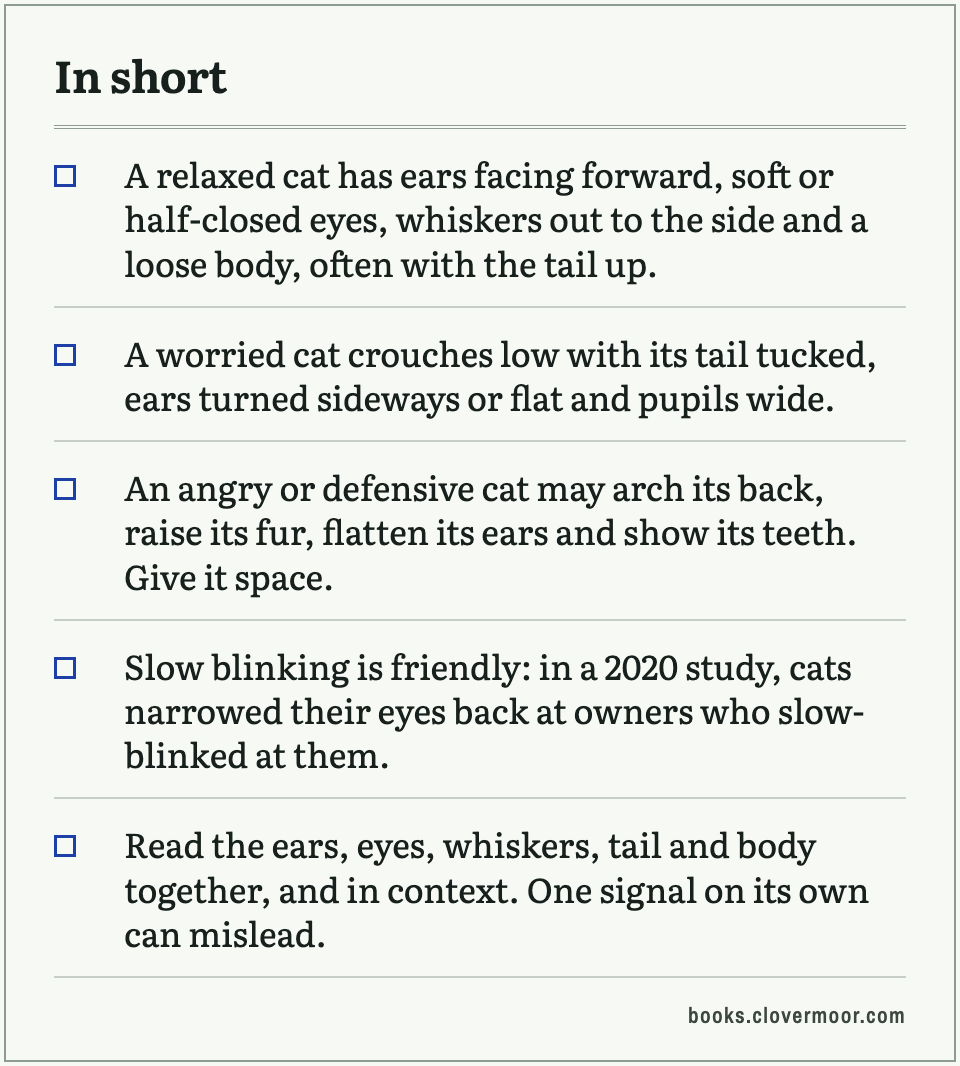 In short
A relaxed cat has ears facing forward, soft or
half-closed eyes, whiskers out to the side and a
loose body, often with the tail up.
A worried cat crouches low with its tail tucked,
ears turned sideways or flat and pupils wide.
An angry or defensive cat may arch its back,
raise its fur, flatten its ears and show its teeth.
Give it space.
Slow blinking is friendly: in a 2020 study, cats
narrowed their eyes back at owners who slow-
blinked at them.
Read the ears, eyes, whiskers, tail and body
together, and in context. One signal on its own
can mislead.
books.clovermoor.com